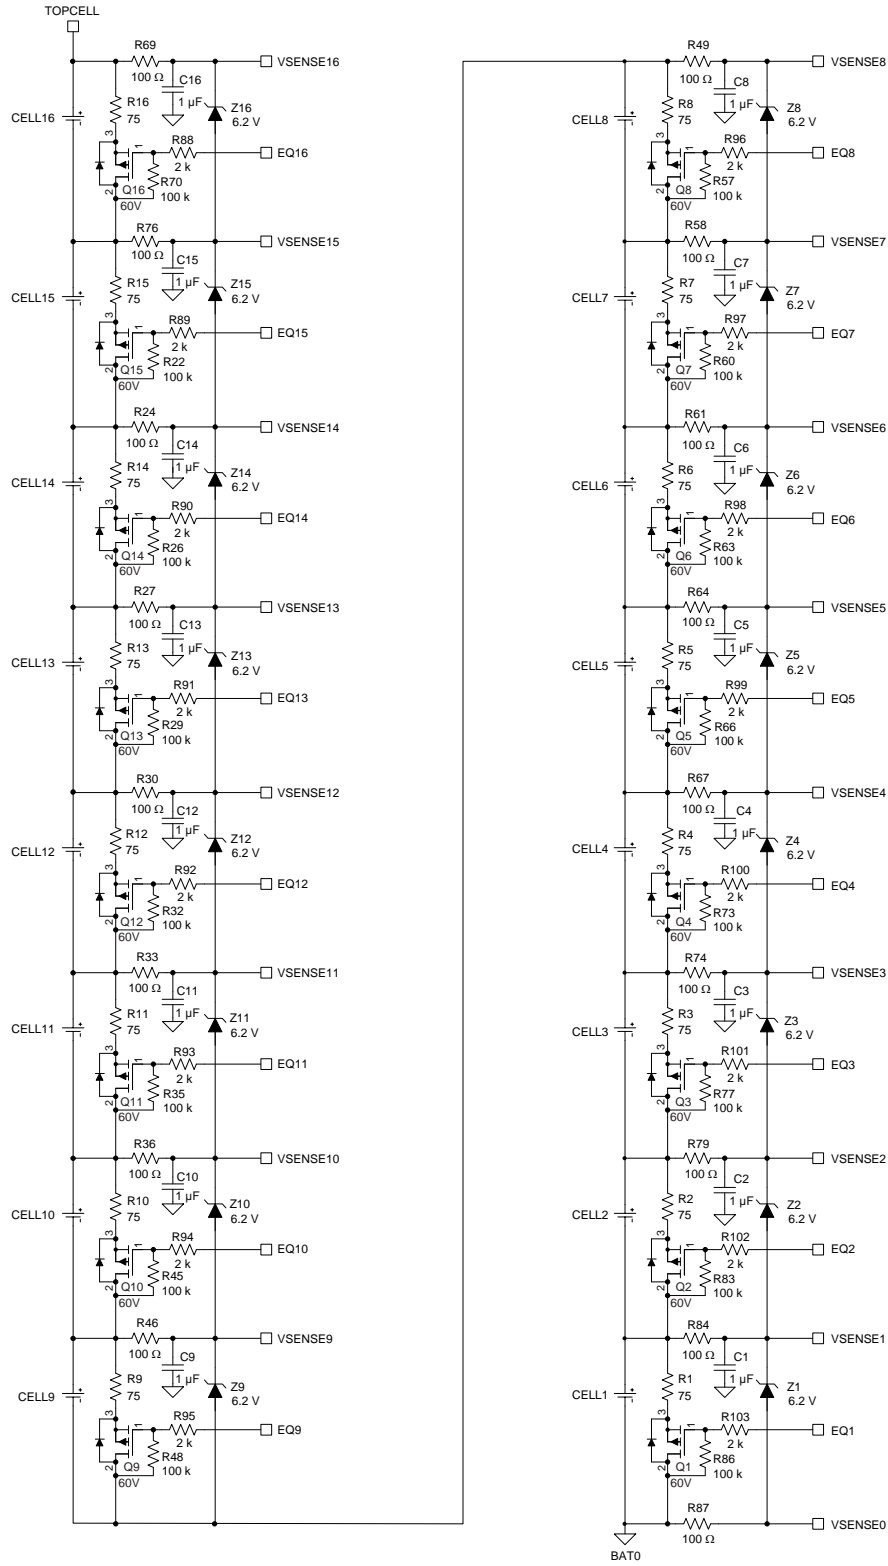 TOPCELL
R69
100 Ω
C16
1 µF
VSENSE16
CELL16
R16
75
Z16
6.2 V
3
1
2
Q16
60V
R88
2 k
R70
100 k
EQ16
R76
100 Ω
C15
1 µF
VSENSE15
CELL15
R15
75
Z15
6.2 V
3
1
2
Q15
60V
R89
2 k
R22
100 k
EQ15
R24
100 Ω
C14
1 µF
VSENSE14
CELL14
R14
75
Z14
6.2 V
3
1
2
Q14
60V
R90
2 k
R26
100 k
EQ14
R27
100 Ω
C13
1 µF
VSENSE13
CELL13
R13
75
Z13
6.2 V
3
1
2
Q13
60V
R91
2 k
R29
100 k
EQ13
R30
100 Ω
C12
1 µF
VSENSE12
CELL12
R12
75
Z12
6.2 V
3
1
2
Q12
60V
R92
2 k
R32
100 k
EQ12
R33
100 Ω
C11
1 µF
VSENSE11
CELL11
R11
75
Z11
6.2 V
3
1
2
Q11
60V
R93
2 k
R35
100 k
EQ11
R36
100 Ω
C10
1 µF
VSENSE10
CELL10
R10
75
Z10
6.2 V
3
1
2
Q10
60V
R94
2 k
R45
100 k
EQ10
R46
100 Ω
C9
1 µF
VSENSE9
CELL9
R9
75
Z9
6.2 V
3
1
2
Q9
60V
R95
2 k
R48
100 k
EQ9
R49
100 Ω
C8
1 µF
VSENSE8
CELL8
R8
75
Z8
6.2 V
3
1
2
Q8
60V
R96
2 k
R57
100 k
EQ8
R58
100 Ω
C7
1 µF
VSENSE7
CELL7
R7
75
Z7
6.2 V
3
1
2
Q7
60V
R97
2 k
R60
100 k
EQ7
R61
100 Ω
C6
1 µF
VSENSE6
CELL6
R6
75
Z6
6.2 V
3
1
2
Q6
60V
R98
2 k
R63
100 k
EQ6
R64
100 Ω
C5
1 µF
VSENSE5
CELL5
R5
75
Z5
6.2 V
3
1
2
Q5
60V
R99
2 k
R66
100 k
EQ5
R67
100 Ω
C4
1 µF
VSENSE4
CELL4
R4
75
Z4
6.2 V
3
1
2
Q4
60V
R100
2 k
R73
100 k
EQ4
R74
100 Ω
C3
1 µF
VSENSE3
CELL3
R3
75
Z3
6.2 V
3
1
2
Q3
60V
R101
2 k
R77
100 k
EQ3
R79
100 Ω
C2
1 µF
VSENSE2
CELL2
R2
75
Z2
6.2 V
3
1
2
Q2
60V
R102
2 k
R83
100 k
EQ2
R84
100 Ω
C1
1 µF
VSENSE1
CELL1
R1
75
Z1
6.2 V
3
1
2
Q1
60V
R103
2 k
R86
100 k
EQ1
R87
100 Ω
VSENSE0
BAT0